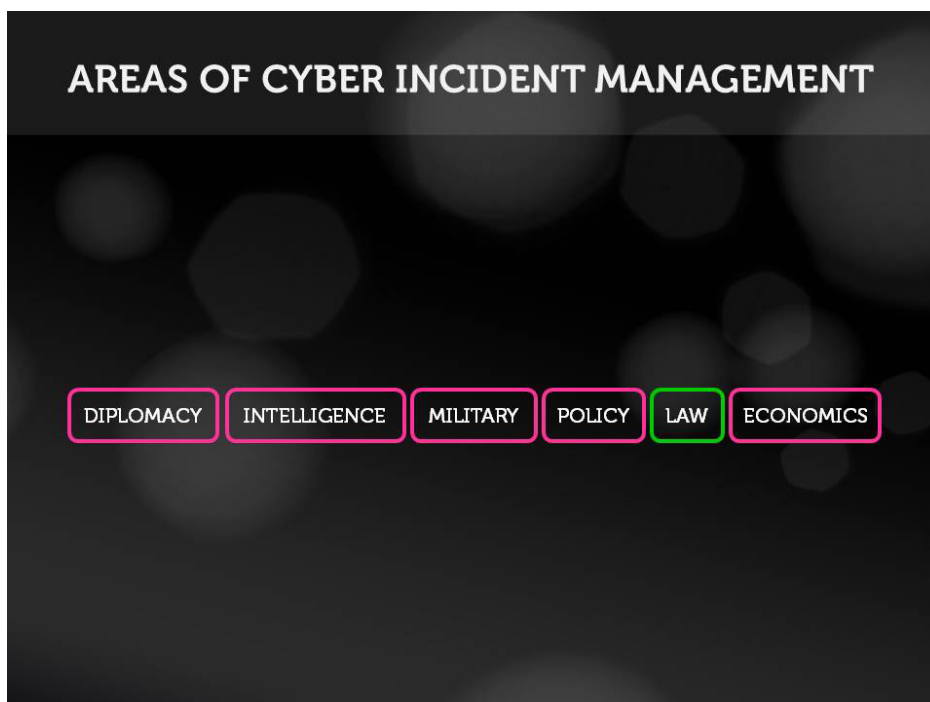 AREAS OF CYBER INCIDENT MANAGEMENT
DIPLOMACY INTELLIGENCE MILITARY POLICY LAW ECONOMICS